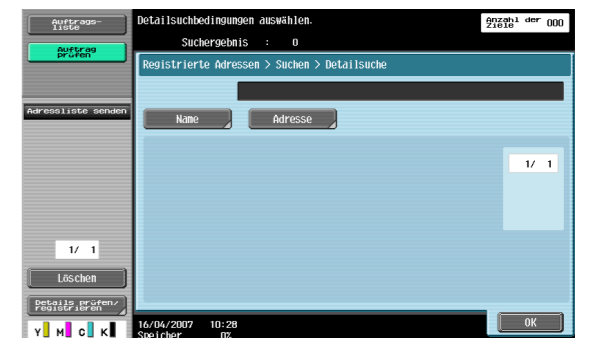 Auftrags-
liste
Detailsuchbedingungen auswählen.
Anzahl der
Ziele 000
Suchergebnis : 0
Auftrag
prüfen
Registrierte Adressen > Suchen > Detailsuche
Adressliste senden
Name Adresse
1/ 1
1/ 1
Löschen
Details prüfen/
registrieren
OK
Y M C K
16/04/2007 10:28
Speicher 0%